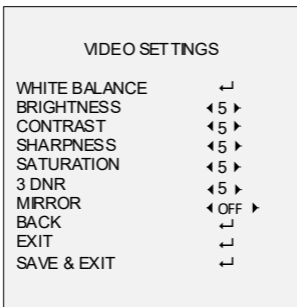 VIDEO SETTINGS
WHITE BALANCE ↵
BRIGHTNESS ◂ 5 ▸
CONTRAST ◂ 5 ▸
SHARPNESS ◂ 5 ▸
SATURATION ◂ 5 ▸
3 DNR ◂ 5 ▸
MIRROR ◂ OFF ▸
BACK ↵
EXIT ↵
SAVE & EXIT ↵